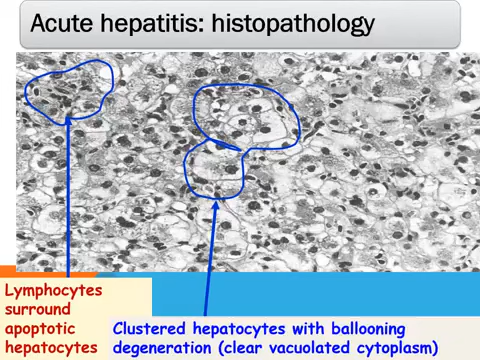 Acute hepatitis: histopathology
Lymphocytes
surround
apoptotic
hepatocytes
Clustered hepatocytes with ballooning
degeneration (clear vacuolated cytoplasm)